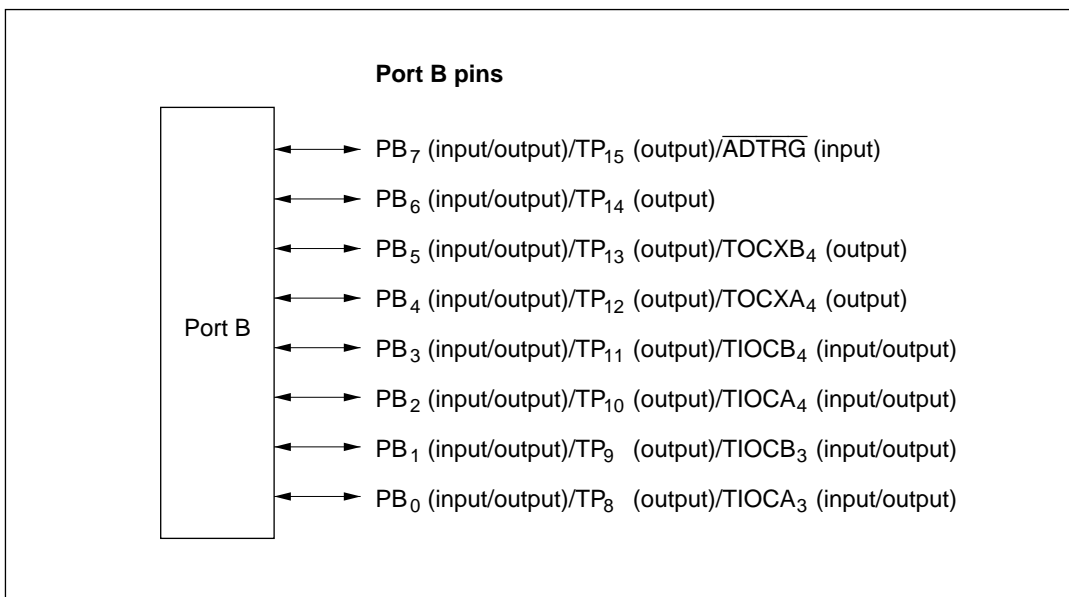 Port B pins
Port B
PB₇ (input/output)/TP₁₅ (output)/A̅D̅T̅R̅G̅ (input)
PB₆ (input/output)/TP₁₄ (output)
PB₅ (input/output)/TP₁₃ (output)/TOCXB₄ (output)
PB₄ (input/output)/TP₁₂ (output)/TOCXA₄ (output)
PB₃ (input/output)/TP₁₁ (output)/TIOCB₄ (input/output)
PB₂ (input/output)/TP₁₀ (output)/TIOCA₄ (input/output)
PB₁ (input/output)/TP₉ (output)/TIOCB₃ (input/output)
PB₀ (input/output)/TP₈ (output)/TIOCA₃ (input/output)